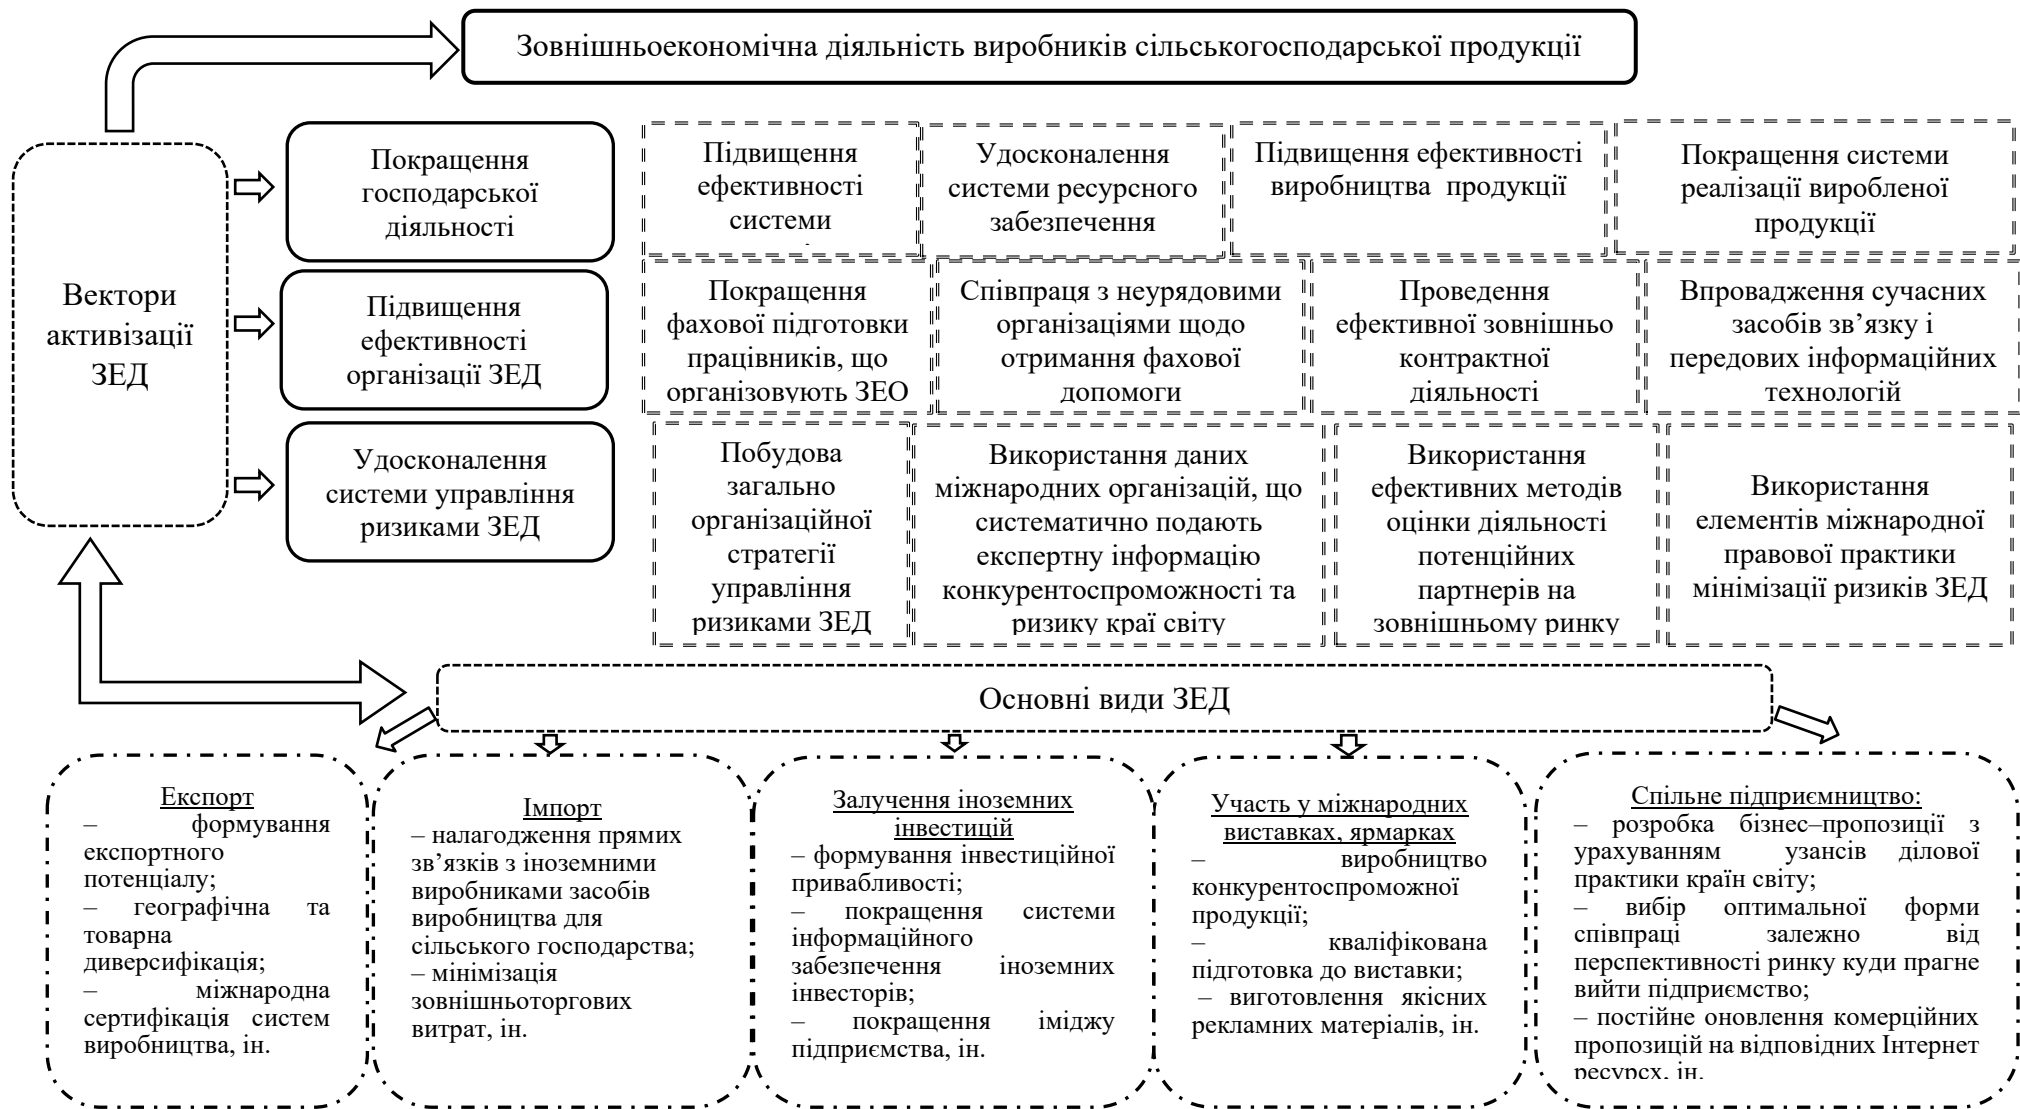 Зовнішньоекономічна діяльність виробників сільськогосподарської продукції
Вектори
активізації
ЗЕД
Покращення
господарської
діяльності
Підвищення
ефективності
системи
Удосконалення
системи ресурсного
забезпечення
Підвищення ефективності
виробництва продукції
Покращення системи
реалізації виробленої
продукції
Підвищення
ефективності
організації ЗЕД
Покращення
фахової підготовки
працівників, що
організовують ЗЕО
Співпраця з неурядовими
організаціями щодо
отримання фахової
допомоги
Проведення
ефективної зовнішньо
контрактної
діяльності
Впровадження сучасних
засобів зв’язку і
передових інформаційних
технологій
Удосконалення
системи управління
ризиками ЗЕД
Побудова
загально
організаційної
стратегії
управління
ризиками ЗЕД
Використання даних
міжнародних організацій, що
систематично подають
експертну інформацію
конкурентоспроможності та
ризику краї світу
Використання
ефективних методів
оцінки діяльності
потенційних
партнерів на
зовнішньому ринку
Використання
елементів міжнародної
правової практики
мінімізації ризиків ЗЕД
Основні види ЗЕД
Експорт
– формування
експортного
потенціалу;
– географічна та
товарна
диверсифікація;
– міжнародна
сертифікація систем
виробництва, ін.
Імпорт
– налагодження прямих
зв’язків з іноземними
виробниками засобів
виробництва для
сільського господарства;
– мінімізація
зовнішньоторгових
витрат, ін.
Залучення іноземних
інвестицій
– формування інвестиційної
привабливості;
– покращення системи
інформаційного
забезпечення іноземних
інвесторів;
– покращення іміджу
підприємства, ін.
Участь у міжнародних
виставках, ярмарках
– виробництво
конкурентоспроможної
продукції;
– кваліфікована
підготовка до виставки;
– виготовлення якісних
рекламних матеріалів, ін.
Спільне підприємництво:
– розробка бізнес–пропозиції з
урахуванням узансів ділової
практики країн світу;
– вибір оптимальної форми
співпраці залежно від
перспективності ринку куди прагне
вийти підприємство;
– постійне оновлення комерційних
пропозицій на відповідних Інтернет
ресурсх, ін.